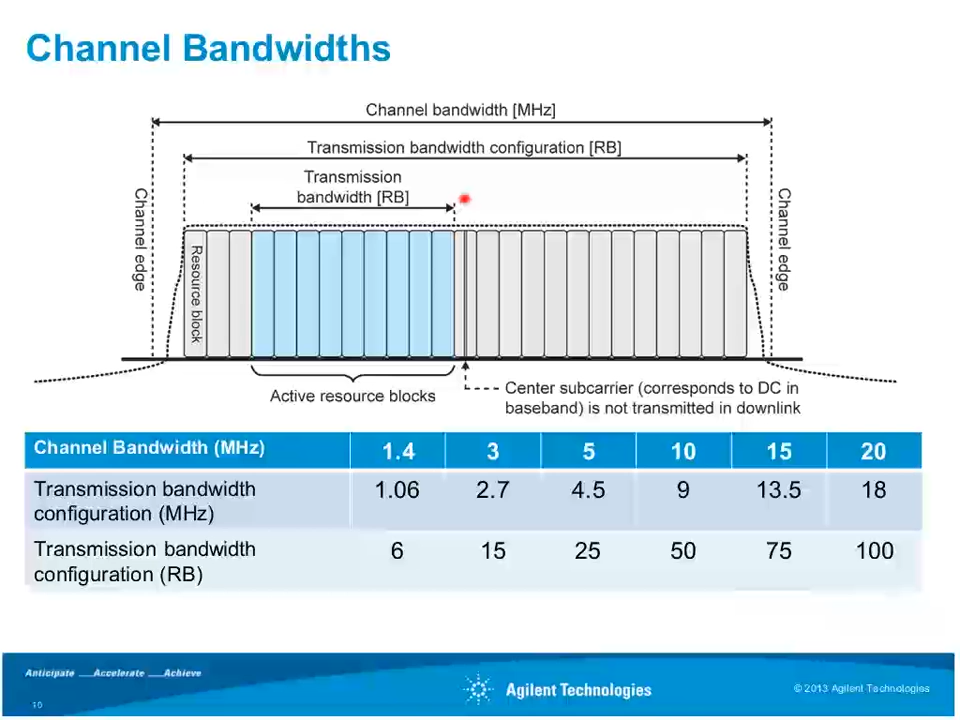 Channel Bandwidths
Channel bandwidth [MHz]
Transmission bandwidth configuration [RB]
Transmission
bandwidth [RB]
Channel edge
Channel edge
Resource block
Active resource blocks
Center subcarrier (corresponds to DC in
baseband) is not transmitted in downlink
Channel Bandwidth (MHz) 1.4 3 5 10 15 20
Transmission bandwidth
configuration (MHz) 1.06 2.7 4.5 9 13.5 18
Transmission bandwidth
configuration (RB) 6 15 25 50 75 100
Anticipate __Accelerate __Achieve
Agilent Technologies
© 2013 Agilent Technologies